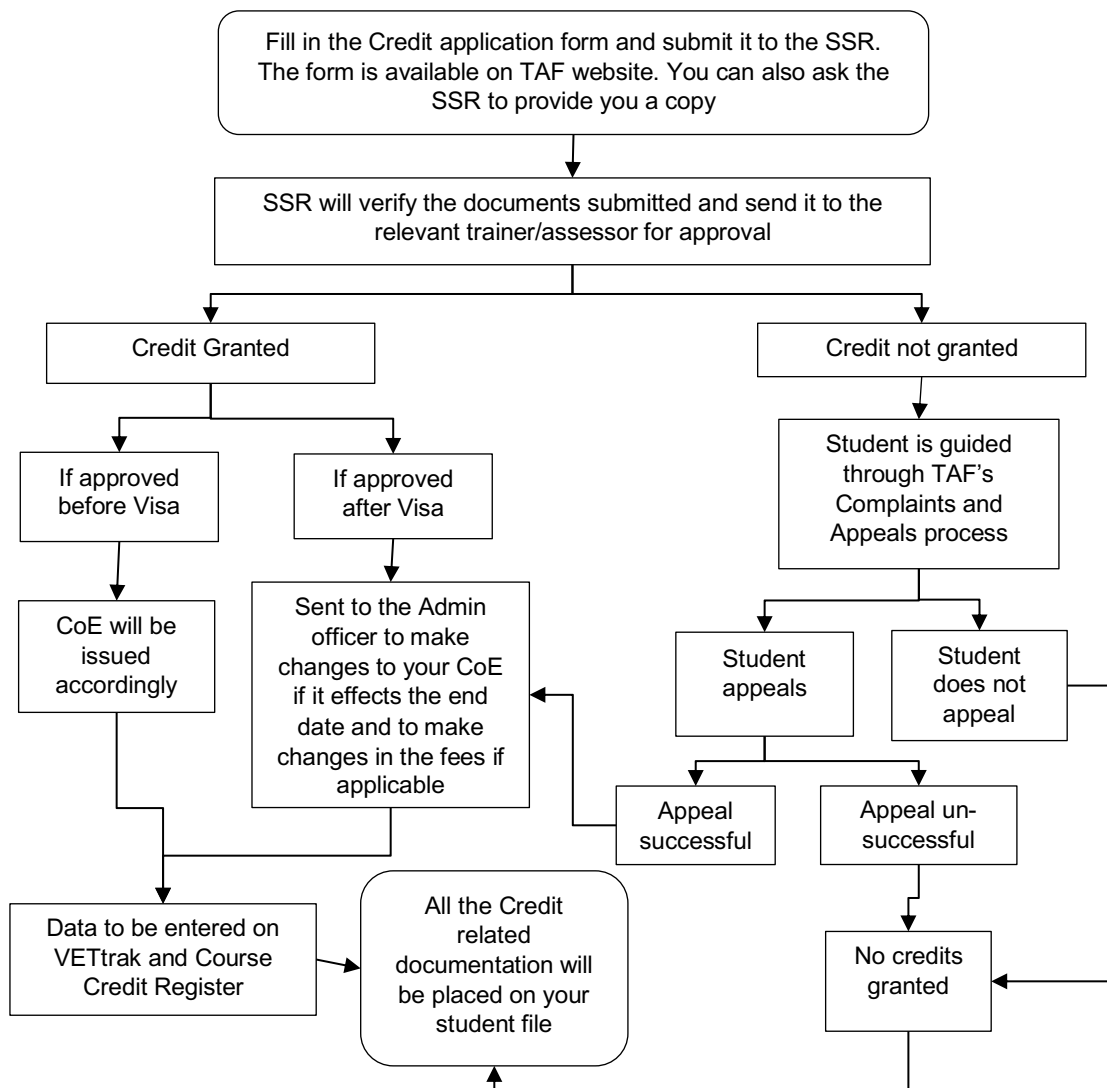 Fill in the Credit application form and submit it to the SSR.
The form is available on TAF website. You can also ask the
SSR to provide you a copy
SSR will verify the documents submitted and send it to the
relevant trainer/assessor for approval
Credit Granted
Credit not granted
If approved
before Visa
If approved
after Visa
Student is guided
through TAF’s
Complaints and
Appeals process
CoE will be
issued
accordingly
Sent to the Admin
officer to make
changes to your CoE
if it effects the end
date and to make
changes in the fees if
applicable
Student
appeals
Student
does not
appeal
Appeal
successful
Appeal un-
successful
Data to be entered on
VETtrak and Course
Credit Register
All the Credit
related
documentation will
be placed on your
student file
No credits
granted